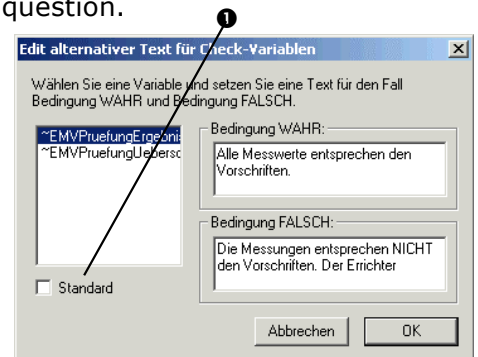 question.
❶
Edit alternativer Text für Check-Variablen
Wählen Sie eine Variable und setzen Sie eine Text für den Fall
Bedingung WAHR und Bedingung FALSCH.
~EMVPruefungErgebnis
~EMVPruefungUebersc
Bedingung WAHR:
Alle Messwerte entsprechen den
Vorschriften.
Bedingung FALSCH:
Die Messungen entsprechen NICHT
den Vorschriften. Der Errichter
Standard
Abbrechen
OK